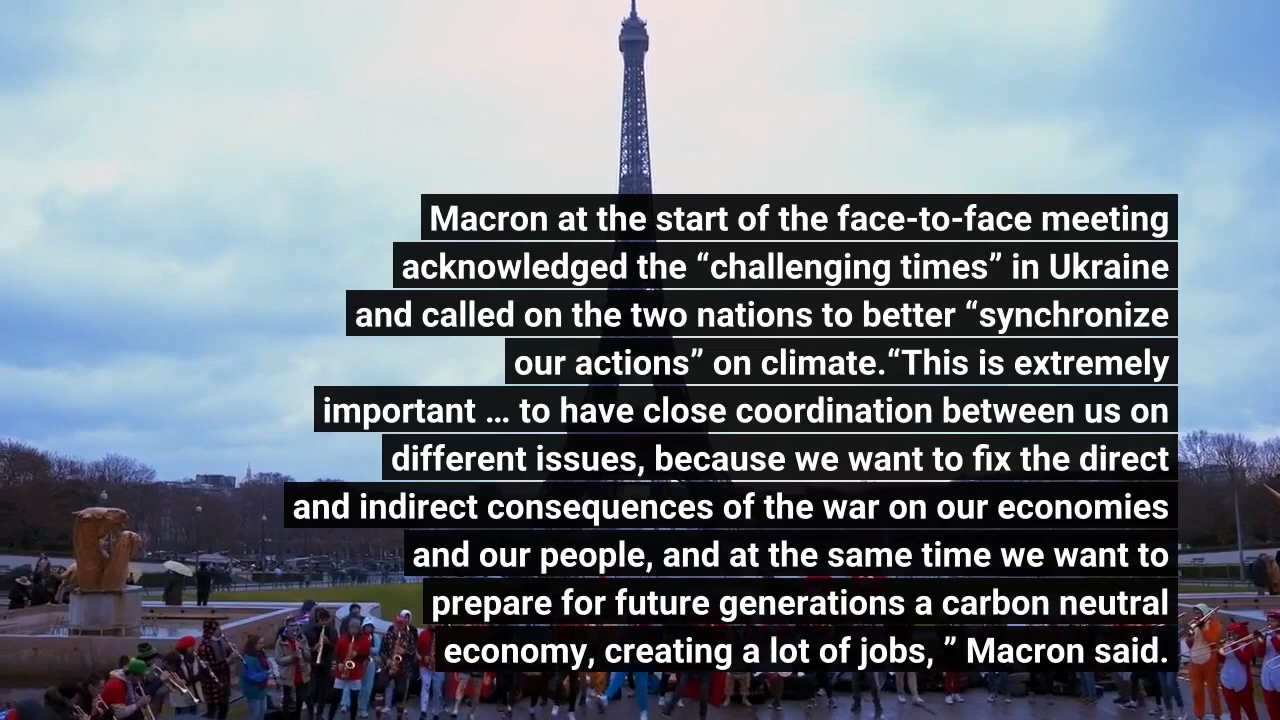 Macron at the start of the face-to-face meeting
acknowledged the “challenging times” in Ukraine
and called on the two nations to better “synchronize
our actions” on climate.“This is extremely
important … to have close coordination between us on
different issues, because we want to fix the direct
and indirect consequences of the war on our economies
and our people, and at the same time we want to
prepare for future generations a carbon neutral
economy, creating a lot of jobs, ” Macron said.